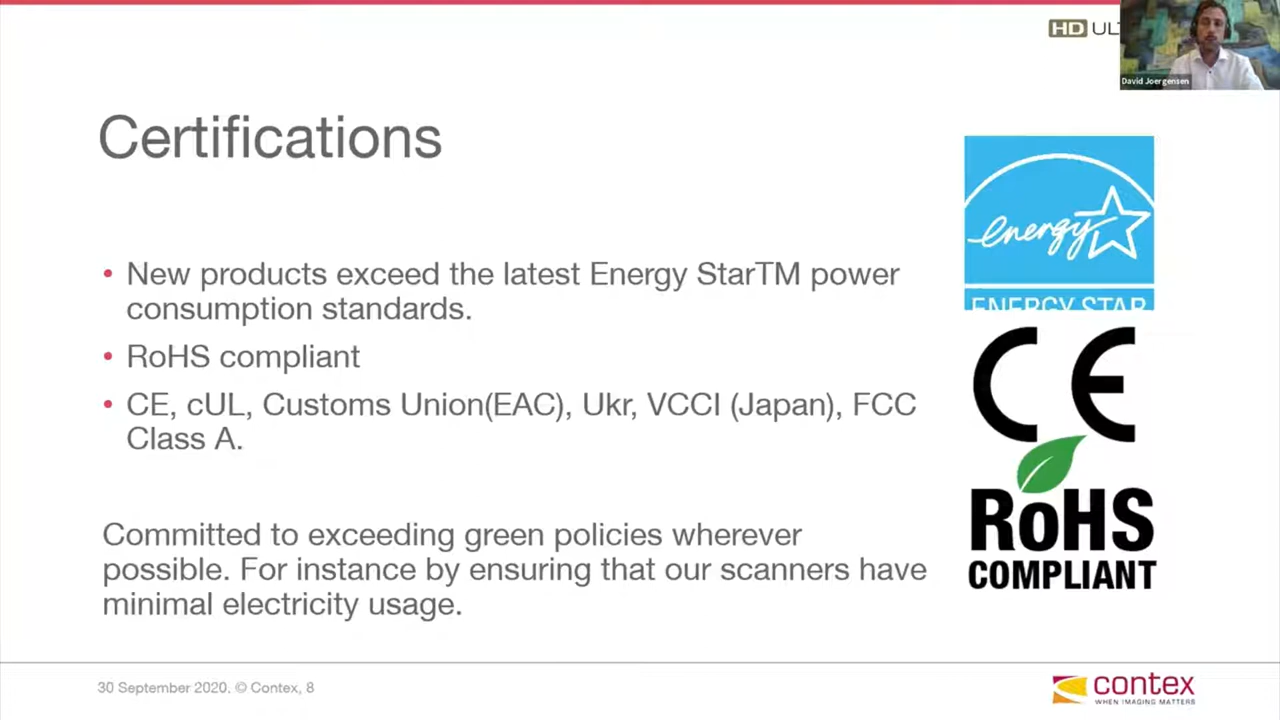 HD UL
David Joergensen
Certifications
energy
ENERGY STAR
• New products exceed the latest Energy StarTM power
consumption standards.
• RoHS compliant
• CE, cUL, Customs Union(EAC), Ukr, VCCI (Japan), FCC
Class A.
CE
RoHS
COMPLIANT
Committed to exceeding green policies wherever
possible. For instance by ensuring that our scanners have
minimal electricity usage.
30 September 2020. © Contex, 8
contex
WHEN IMAGING MATTERS